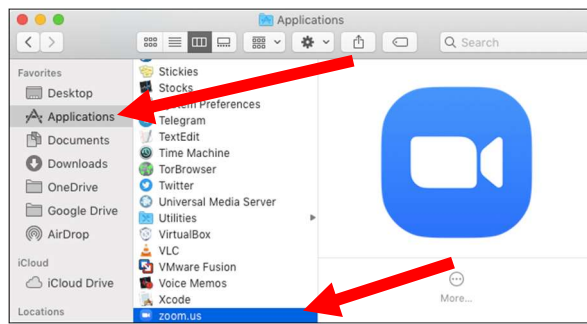 Applications
Search
Favorites
Desktop
Applications
Documents
Downloads
OneDrive
Google Drive
AirDrop
iCloud
iCloud Drive
Locations
Stickies
Stocks
Preferences
Telegram
TextEdit
Time Machine
TorBrowser
Twitter
Universal Media Server
Utilities
VirtualBox
VLC
VMware Fusion
Voice Memos
Xcode
zoom.us
More...